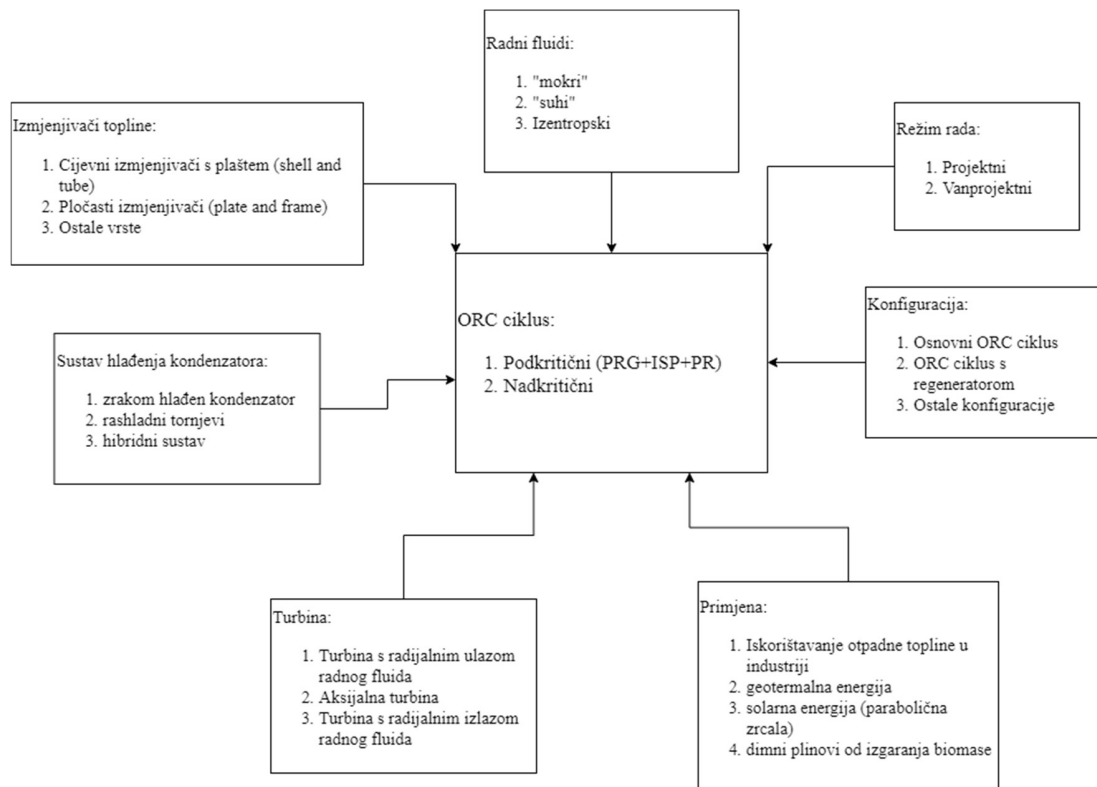 Radni fluidi:
1. "mokri"
2. "suhi"
3. Izentropski
Izmjenjivači topline:
1. Cijevni izmjenjivači s plaštem (shell and
tube)
2. Pločasti izmjenjivači (plate and frame)
3. Ostale vrste
Režim rada:
1. Projektni
2. Vanprojektni
ORC ciklus:
1. Podkritični (PRG+ISP+PR)
2. Nadkritični
Konfiguracija:
1. Osnovni ORC ciklus
2. ORC ciklus s
regeneratorom
3. Ostale konfiguracije
Sustav hlađenja kondenzatora:
1. zrakom hlađen kondenzator
2. rashladni tornjevi
3. hibridni sustav
Turbina:
1. Turbina s radijalnim ulazom
radnog fluida
2. Aksijalna turbina
3. Turbina s radijalnim izlazom
radnog fluida
Primjena:
1. Iskorištavanje otpadne topline u
industriji
2. geotermalna energija
3. solarna energija (parabolična
zrcala)
4. dimni plinovi od izgaranja biomase